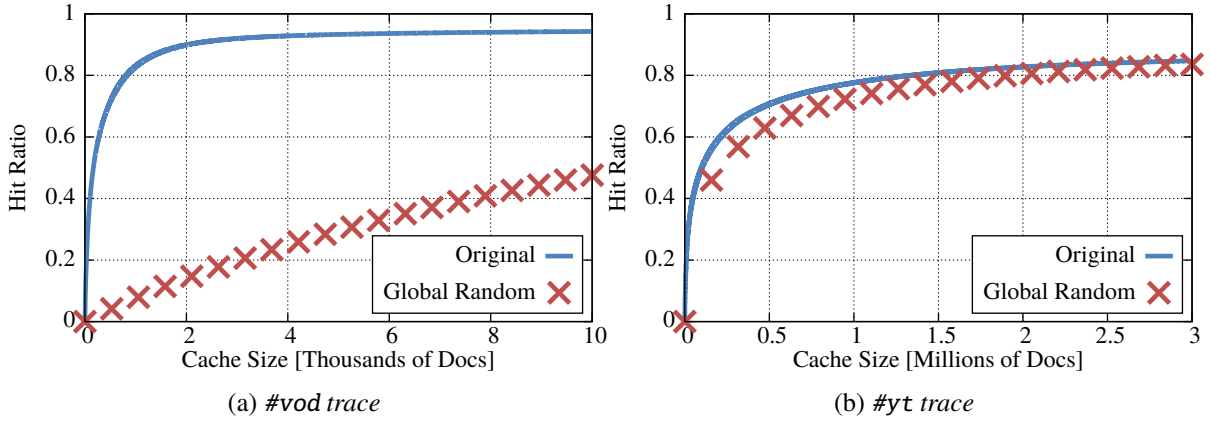 1
0.8
0.6
0.4
0.2
0
Hit Ratio
0 2 4 6 8 10
Cache Size [Thousands of Docs]
Original
Global Random
(a) #vod trace
1
0.8
0.6
0.4
0.2
0
Hit Ratio
0 0.5 1 1.5 2 2.5 3
Cache Size [Millions of Docs]
Original
Global Random
(b) #yt trace